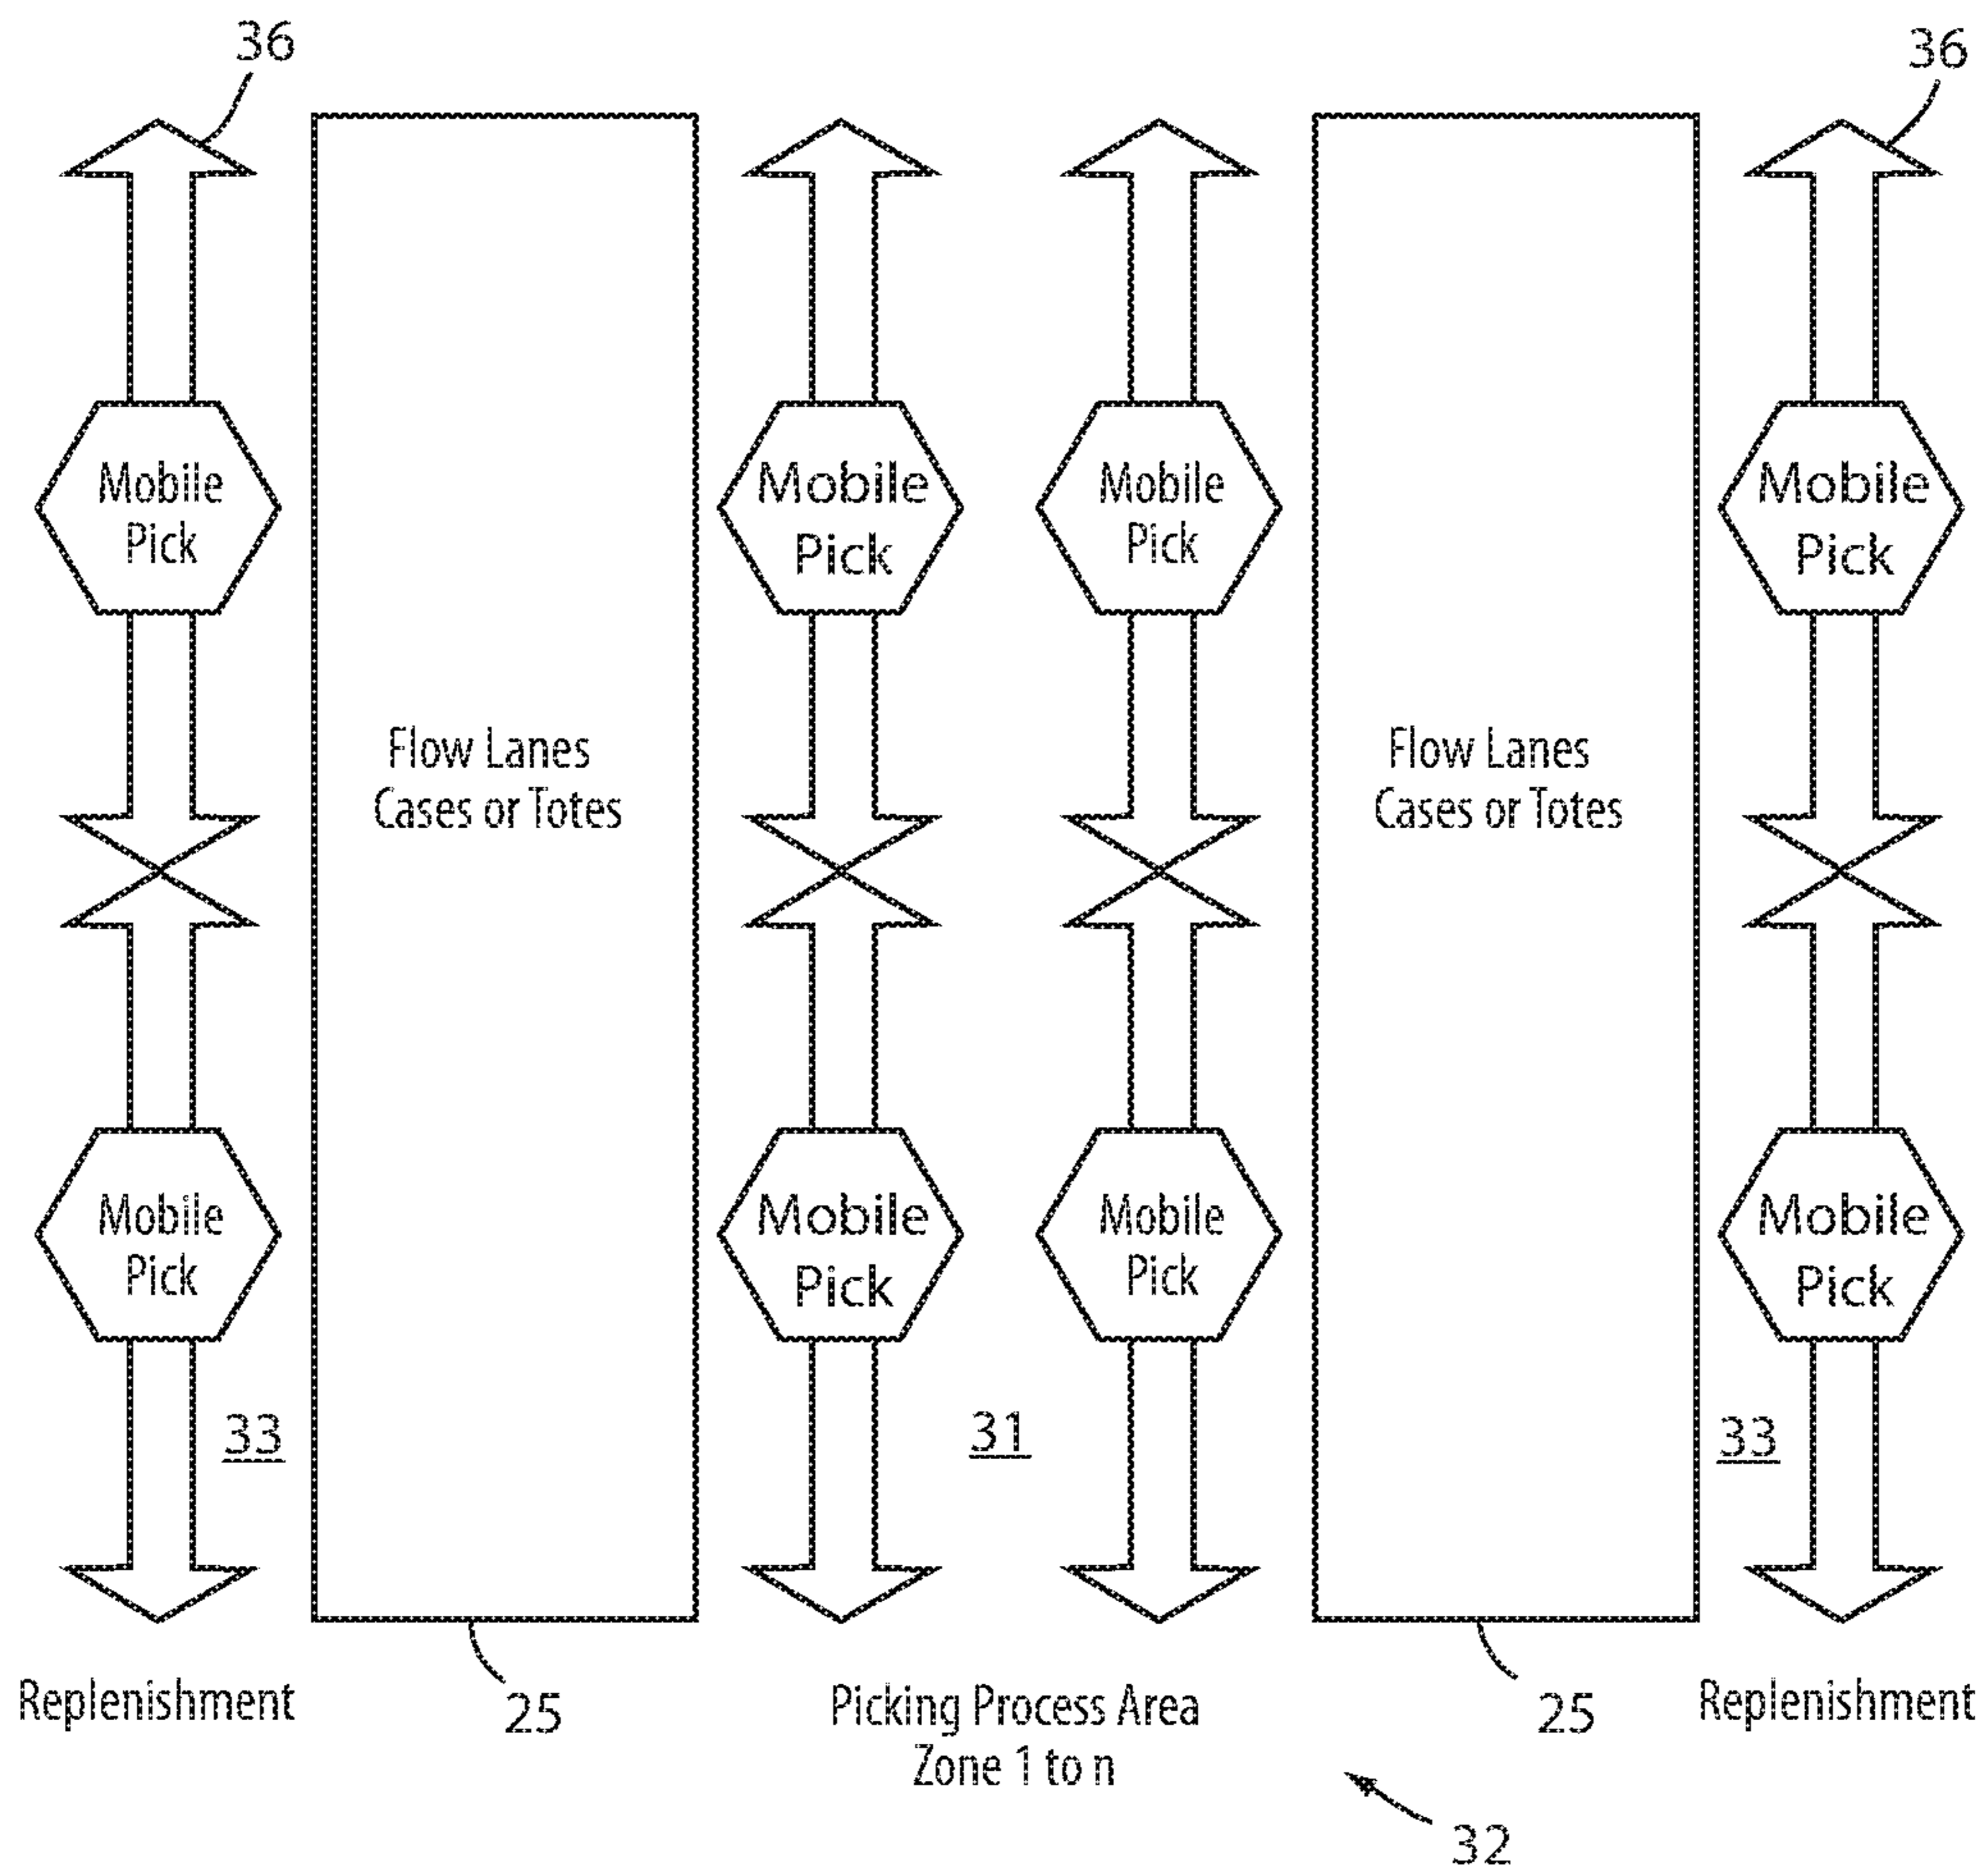 36
36
Mobile
Pick
Mobile
Pick
Mobile
Pick
Mobile
Pick
Flow Lanes
Cases or Totes
Flow Lanes
Cases or Totes
Mobile
Pick
Mobile
Pick
Mobile
Pick
Mobile
Pick
33
31
33
Replenishment
25
Picking Process Area
Zone 1 to n
25
Replenishment
32